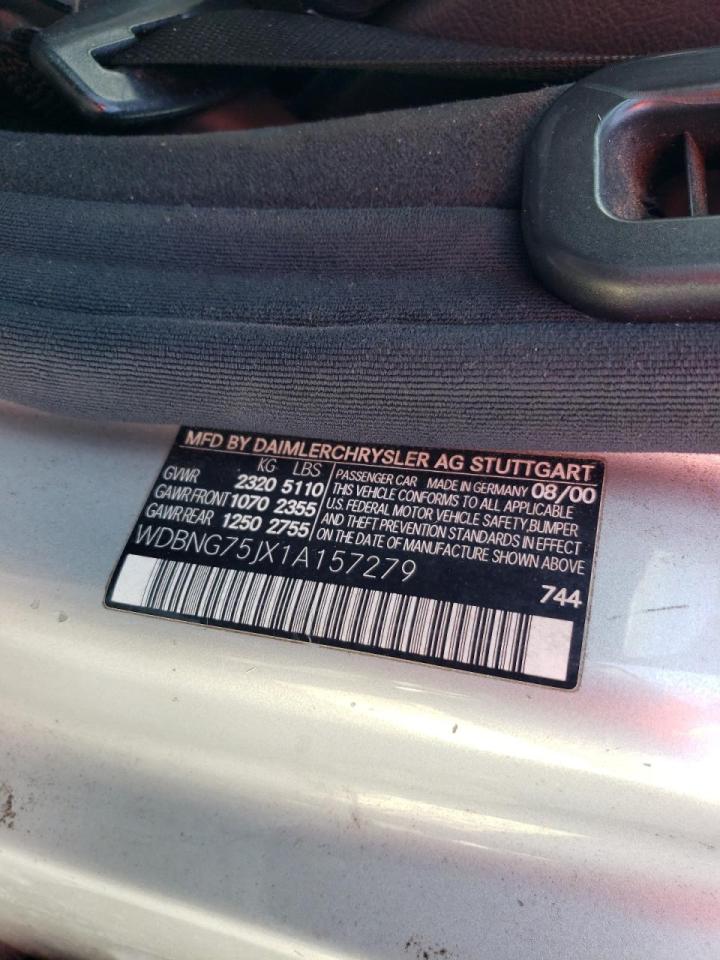 MFD BY DAIMLERCHRYSLER AG STUTTGART
KG LBS
GVWR 2320 5110
GAWR FRONT 1070 2355
GAWR REAR 1250 2755
PASSENGER CAR MADE IN GERMANY 08/00
THIS VEHICLE CONFORMS TO ALL APPLICABLE
U.S. FEDERAL MOTOR VEHICLE SAFETY, BUMPER
AND THEFT PREVENTION STANDARDS IN EFFECT
ON THE DATE OF MANUFACTURE SHOWN ABOVE
WDBNG75JX1A157279
744